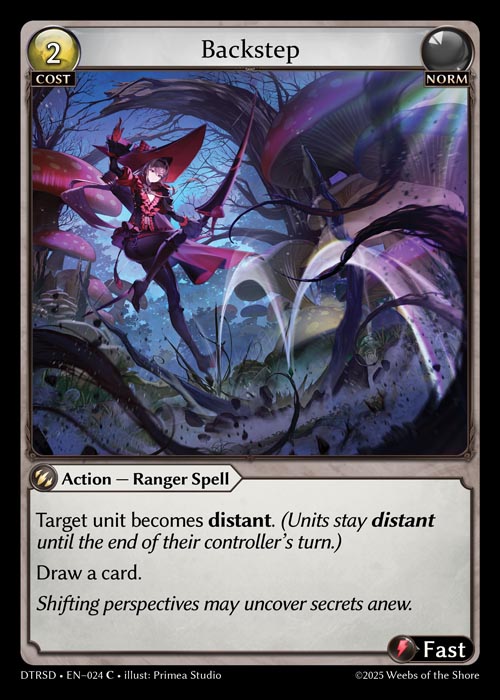 2
COST
Backstep
NORM
Action — Ranger Spell
Target unit becomes distant. (Units stay distant
until the end of their controller's turn.)
Draw a card.
Shifting perspectives may uncover secrets anew.
Fast
DTRSD • EN–024 C • illust: Primea Studio
©2025 Weebs of the Shore